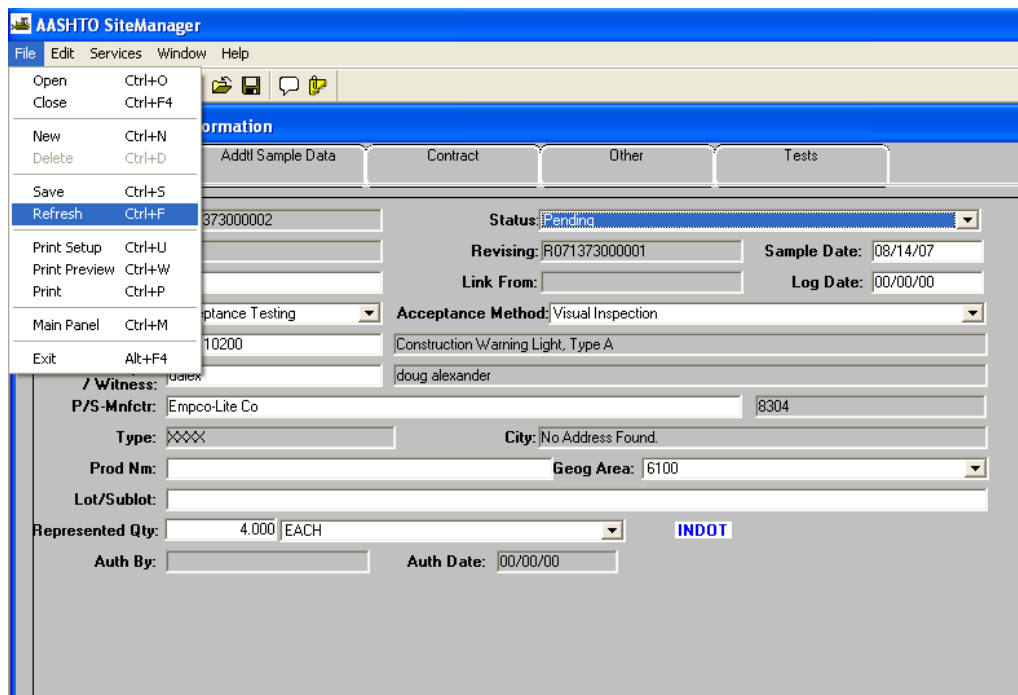 AASHTO SiteManager
File Edit Services Window Help
Open Ctrl+O
Close Ctrl+F4
New Ctrl+N
Delete Ctrl+D
Save Ctrl+S
Refresh Ctrl+F
Print Setup Ctrl+U
Print Preview Ctrl+W
Print Ctrl+P
Main Panel Ctrl+M
Exit Alt+F4
ormation
Addtl Sample Data Contract Other Tests
373000002 Status: Pending
Revising: R071373000001 Sample Date: 08/14/07
Link From: Log Date: 00/00/00
ptance Testing Acceptance Method: Visual Inspection
10200 Construction Warning Light, Type A
/ Witness: dalex doug alexander
P/S-Mnfctr: Empco-Lite Co 8304
Type: XXXX City: No Address Found.
Prod Nm: Geog Area: 6100
Lot/Sublot:
Represented Qty: 4.000 EACH INDOT
Auth By: Auth Date: 00/00/00